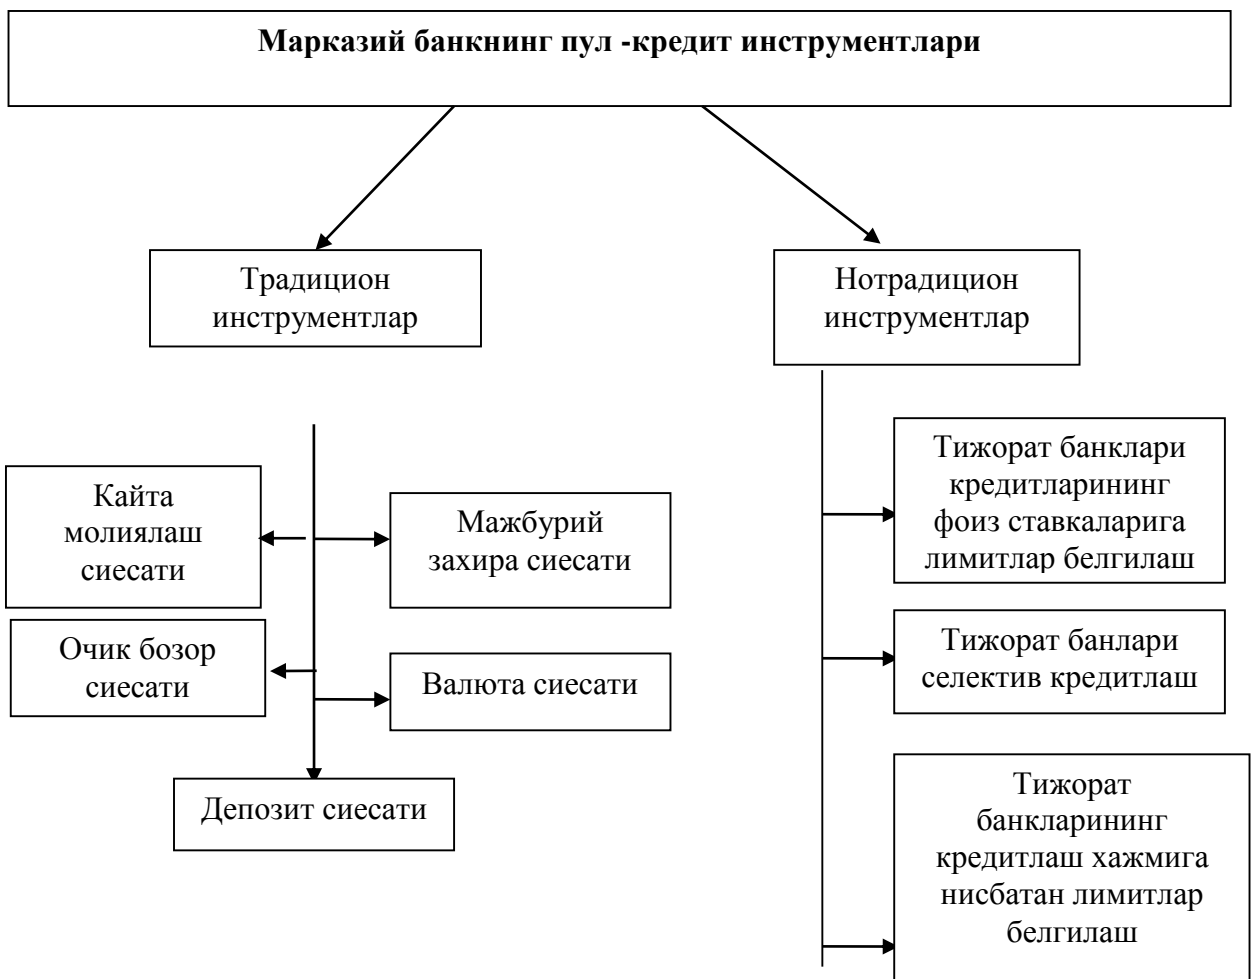 Марказий банкнинг пул -кредит инструментлари
Традицион
инструментлар
Нотрадицион
инструментлар
Кайта
молиялаш
сиесати
Мажбурий
захира сиесати
Очик бозор
сиесати
Валюта сиесати
Депозит сиесати
Тижорат банклари
кредитларининг
фоиз ставкаларига
лимитлар белгилаш
Тижорат банлари
селектив кредитлаш
Тижорат
банкларининг
кредитлаш хажмига
нисбатан лимитлар
белгилаш